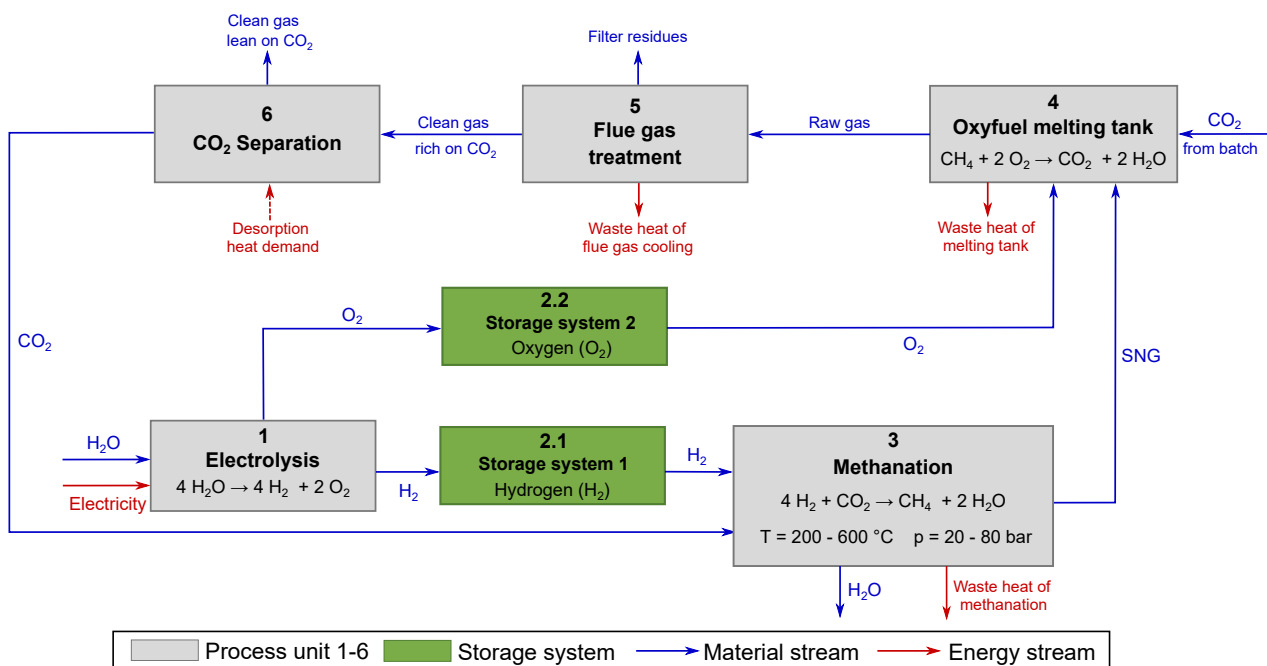 Clean gas
lean on CO₂
Filter residues
6
CO₂ Separation
Clean gas
rich on CO₂
5
Flue gas
treatment
Raw gas
4
Oxyfuel melting tank
CH₄ + 2 O₂ → CO₂ + 2 H₂O
CO₂
from batch
Desorption
heat demand
Waste heat of
flue gas cooling
Waste heat of
melting tank
2.2
Storage system 2
Oxygen (O₂)
O₂
O₂
CO₂
SNG
H₂O
Electricity
1
Electrolysis
4 H₂O → 4 H₂ + 2 O₂
H₂
2.1
Storage system 1
Hydrogen (H₂)
H₂
3
Methanation
4 H₂ + CO₂ → CH₄ + 2 H₂O
T = 200 - 600 °C p = 20 - 80 bar
H₂O
Waste heat of
methanation
Process unit 1-6
Storage system
Material stream
Energy stream